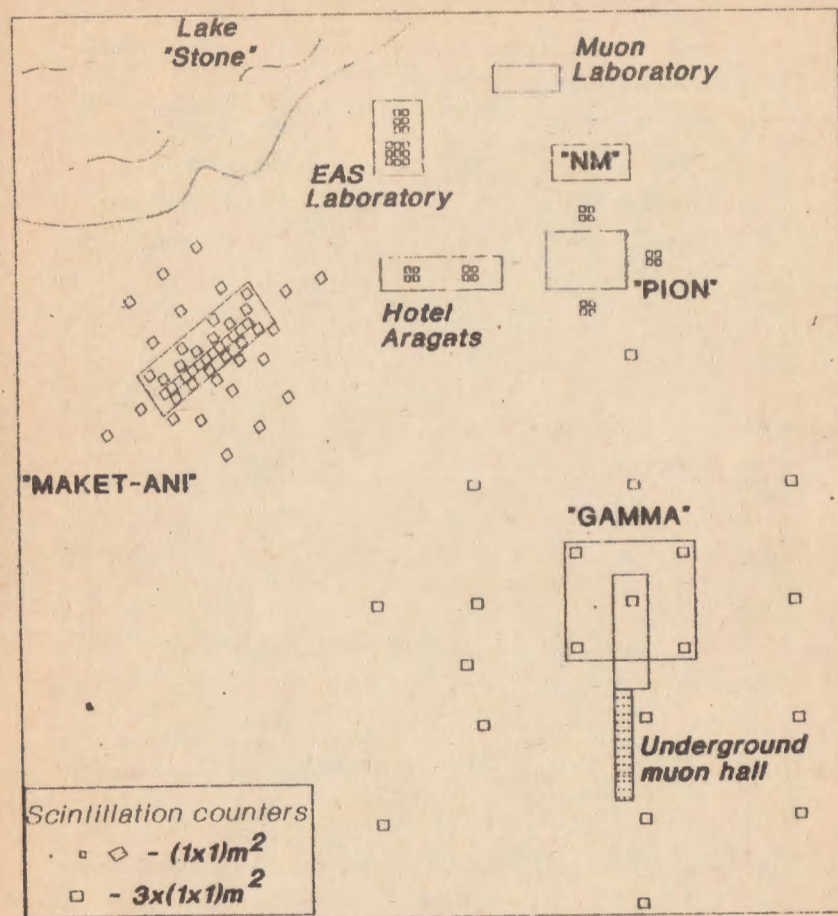 Lake
"Stone"
Muon
Laboratory
EAS
Laboratory
"NM"
"PION"
Hotel
Aragats
"MAKET-ANI"
"GAMMA"
Underground
muon hall
Scintillation counters
- (1x1)m²
- 3x(1x1)m²